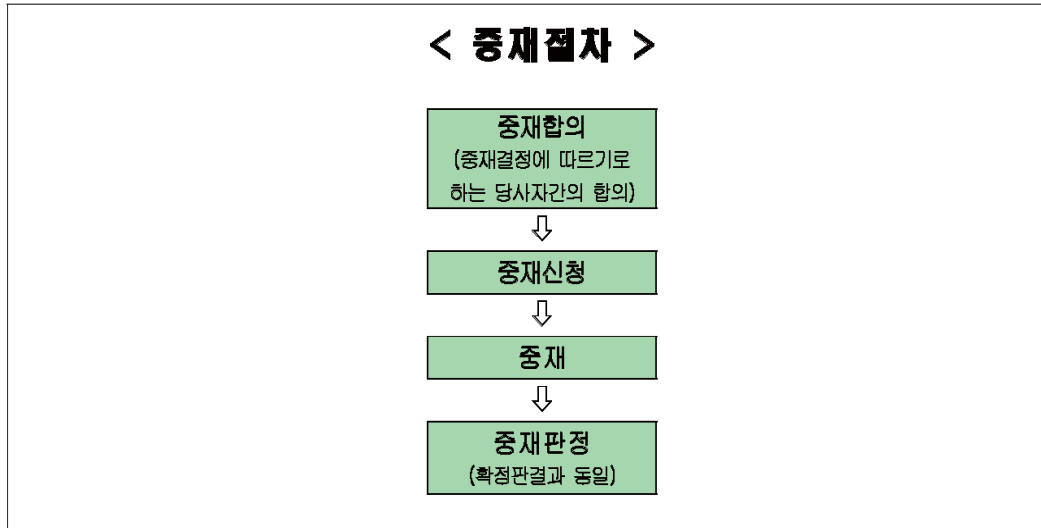 < 중재절차 >
중재합의
(중재결정에 따르기로
하는 당사자간의 합의)
중재신청
중재
중재판정
(확정판결과 동일)